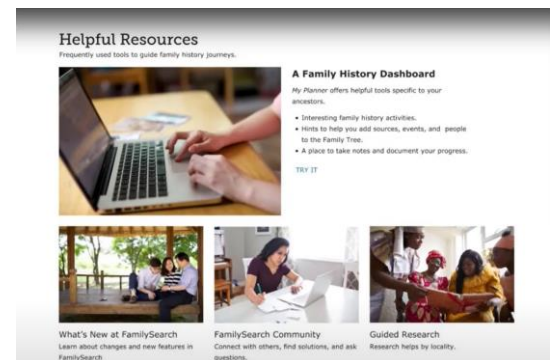 Helpful Resources
Frequently used tools to guide family history journeys.
A Family History Dashboard
My Planner offers helpful tools specific to your
ancestors.
• Interesting family history activities.
• Hints to help you add sources, events, and people
to the Family Tree.
• A place to take notes and document your progress.
TRY IT
What's New at FamilySearch
Learn about changes and new features in
FamilySearch
FamilySearch Community
Connect with others, find solutions, and ask
questions.
Guided Research
Research helps by locality.